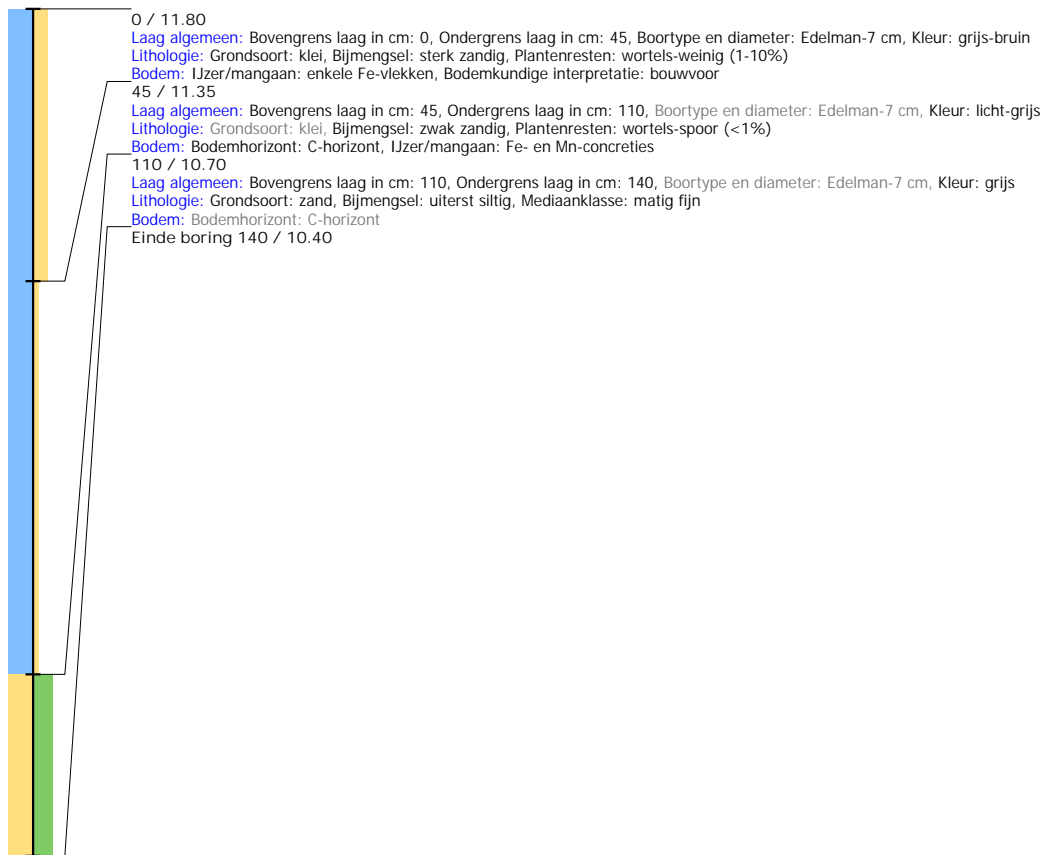 0 / 11.80
Laag algemeen: Bovengrens laag in cm: 0, Ondergrens laag in cm: 45, Boortype en diameter: Edelman-7 cm, Kleur: grijs-bruin
Lithologie: Grondsoort: klei, Bijmengsel: sterk zandig, Plantenresten: wortels-weinig (1-10%)
Bodem: IJzer/mangaan: enkele Fe-vlekken, Bodemkundige interpretatie: bouwvoor
45 / 11.35
Laag algemeen: Bovengrens laag in cm: 45, Ondergrens laag in cm: 110, Boortype en diameter: Edelman-7 cm, Kleur: licht-grijs
Lithologie: Grondsoort: klei, Bijmengsel: zwak zandig, Plantenresten: wortels-spoor (<1%)
Bodem: Bodemhorizont: C-horizont, IJzer/mangaan: Fe- en Mn-concreties
110 / 10.70
Laag algemeen: Bovengrens laag in cm: 110, Ondergrens laag in cm: 140, Boortype en diameter: Edelman-7 cm, Kleur: grijs
Lithologie: Grondsoort: zand, Bijmengsel: uiterst siltig, Mediaanklasse: matig fijn
Bodem: Bodemhorizont: C-horizont
Einde boring 140 / 10.40